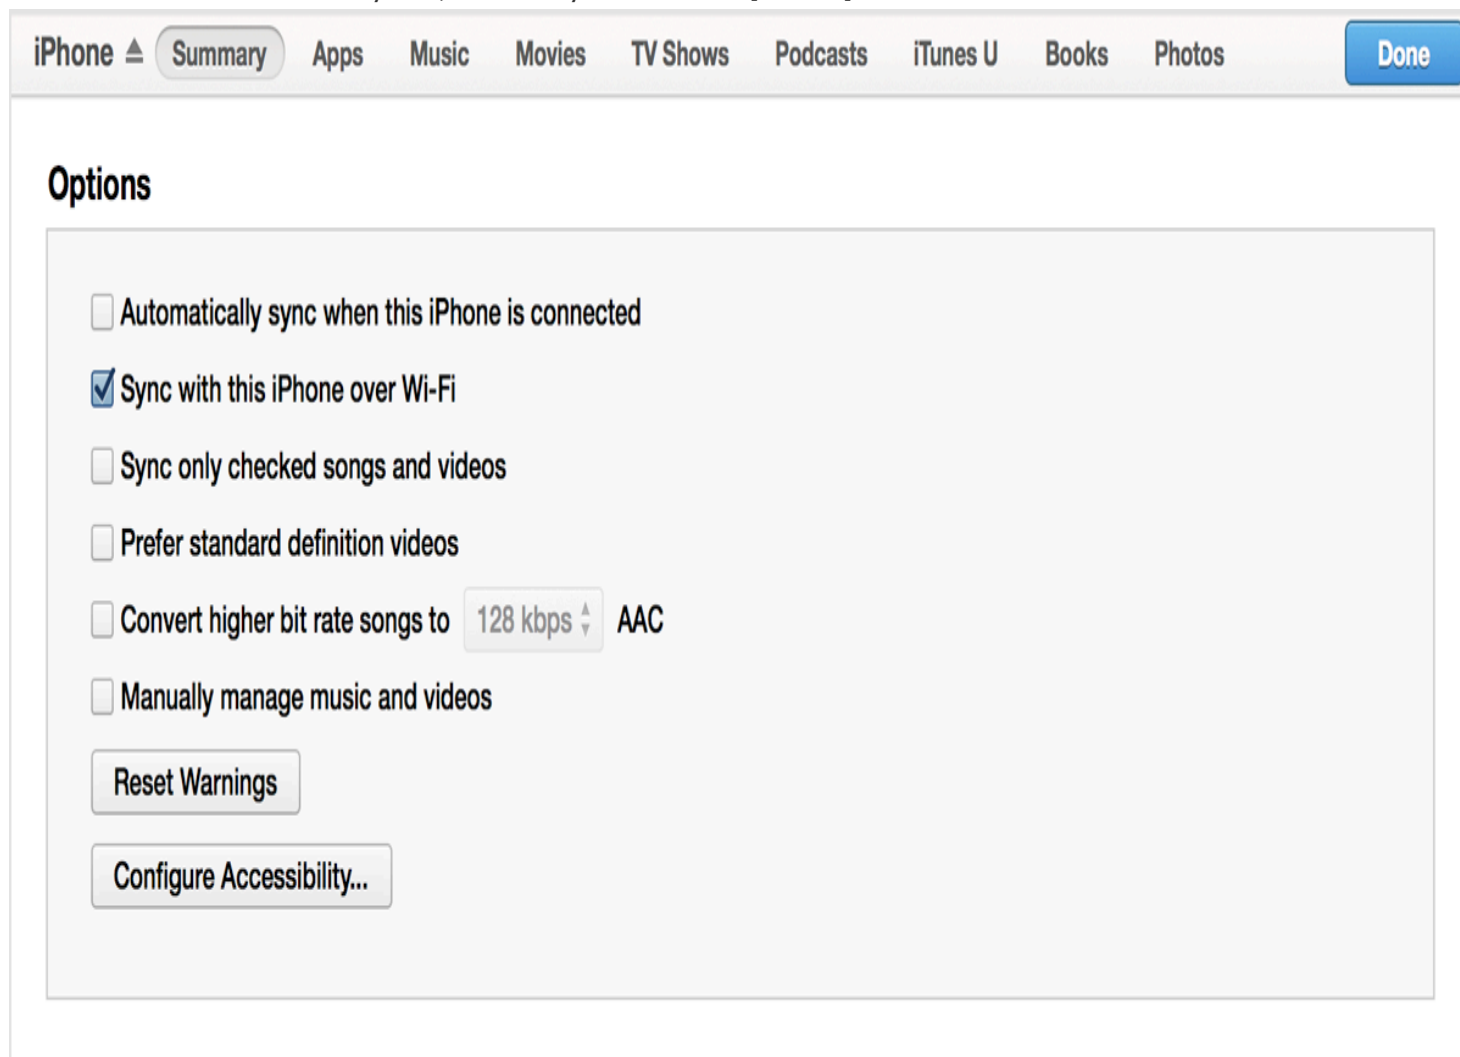 iPhone Summary Apps Music Movies TV Shows Podcasts iTunes U Books Photos Done
Options
Automatically sync when this iPhone is connected
Sync with this iPhone over Wi-Fi
Sync only checked songs and videos
Prefer standard definition videos
Convert higher bit rate songs to 128 kbps AAC
Manually manage music and videos
Reset Warnings
Configure Accessibility...